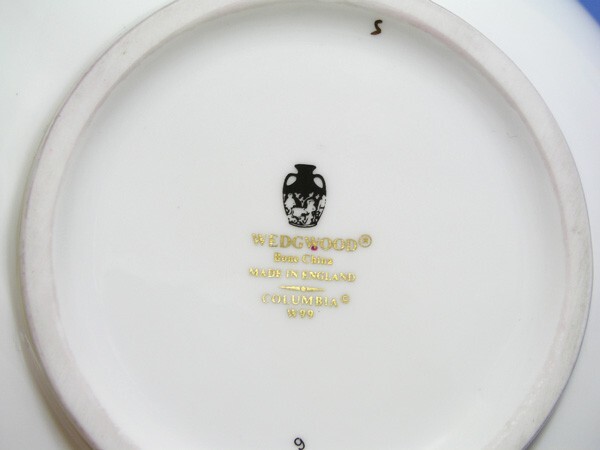 S
WEDGWOOD®
Bone China
MADE IN ENGLAND
COLUMBIA©
W99
9